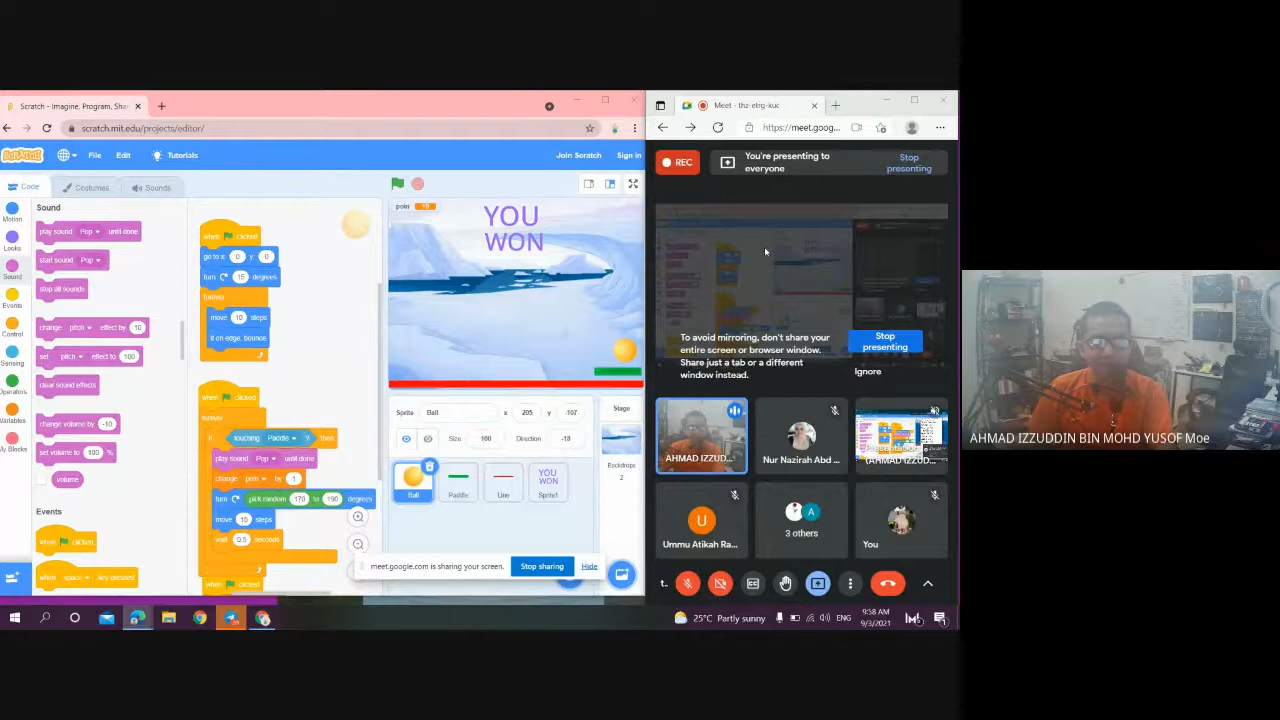 Scratch - Imagine, Program, Sha
scratch.mit.edu/projects/editor/
SCRATCH
File
Edit
Tutorials
Join Scratch
Sign in
Code
Costumes
Sounds
Motion
Looks
Sound
Events
Control
Sensing
Operators
Variables
My Blocks
Sound
play sound Pop until done
start sound Pop
stop all sounds
change pitch effect by 10
set pitch effect to 100
clear sound effects
change volume by -10
set volume to 100 %
volume
Events
when clicked
when space key pressed
when clicked
go to x: 0 y: 0
turn 15 degrees
forever
move 10 steps
if on edge, bounce
when clicked
forever
if touching Paddle ? then
play sound Pop until done
change poin by 1
turn pick random 170 to 190 degrees
move 15 steps
wait 0.5 seconds
when clicked
poin
YOU
WON
Sprite Ball x 205 y -107
Size 100 Direction -18
Ball
Paddle
Line
YOU
WON
Sprite1
Stage
Backdrops
2
meet.google.com is sharing your screen.
Stop sharing
Hide
Meet - thz-etrg-kuc
https://meet.goog...
REC
You're presenting to
everyone
Stop
presenting
To avoid mirroring, don't share your
entire screen or browser window.
Share just a tab or a different
window instead.
Stop
presenting
Ignore
AHMAD IZZUD...
Nur Nazirah Abd ...
(AHMAD IZZUD...
U
Ummu Atikah Ra...
A
3 others
You
25°C Partly sunny
ENG
9:58 AM
9/3/2021
AHMAD IZZUDDIN BIN MOHD YUSOF Moe